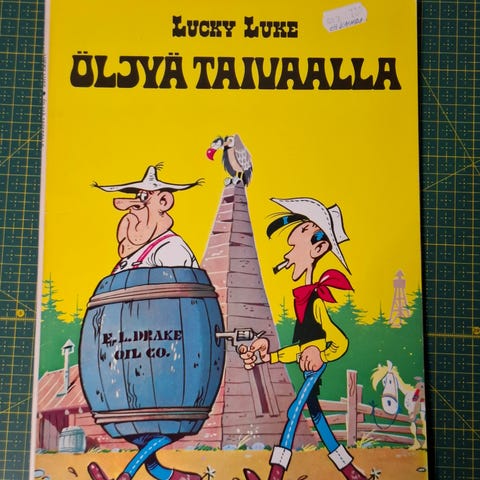 LUCKY LUKE
ÖLJYÄ TAIVAALLA
E. L. DRAKE
OIL CO.